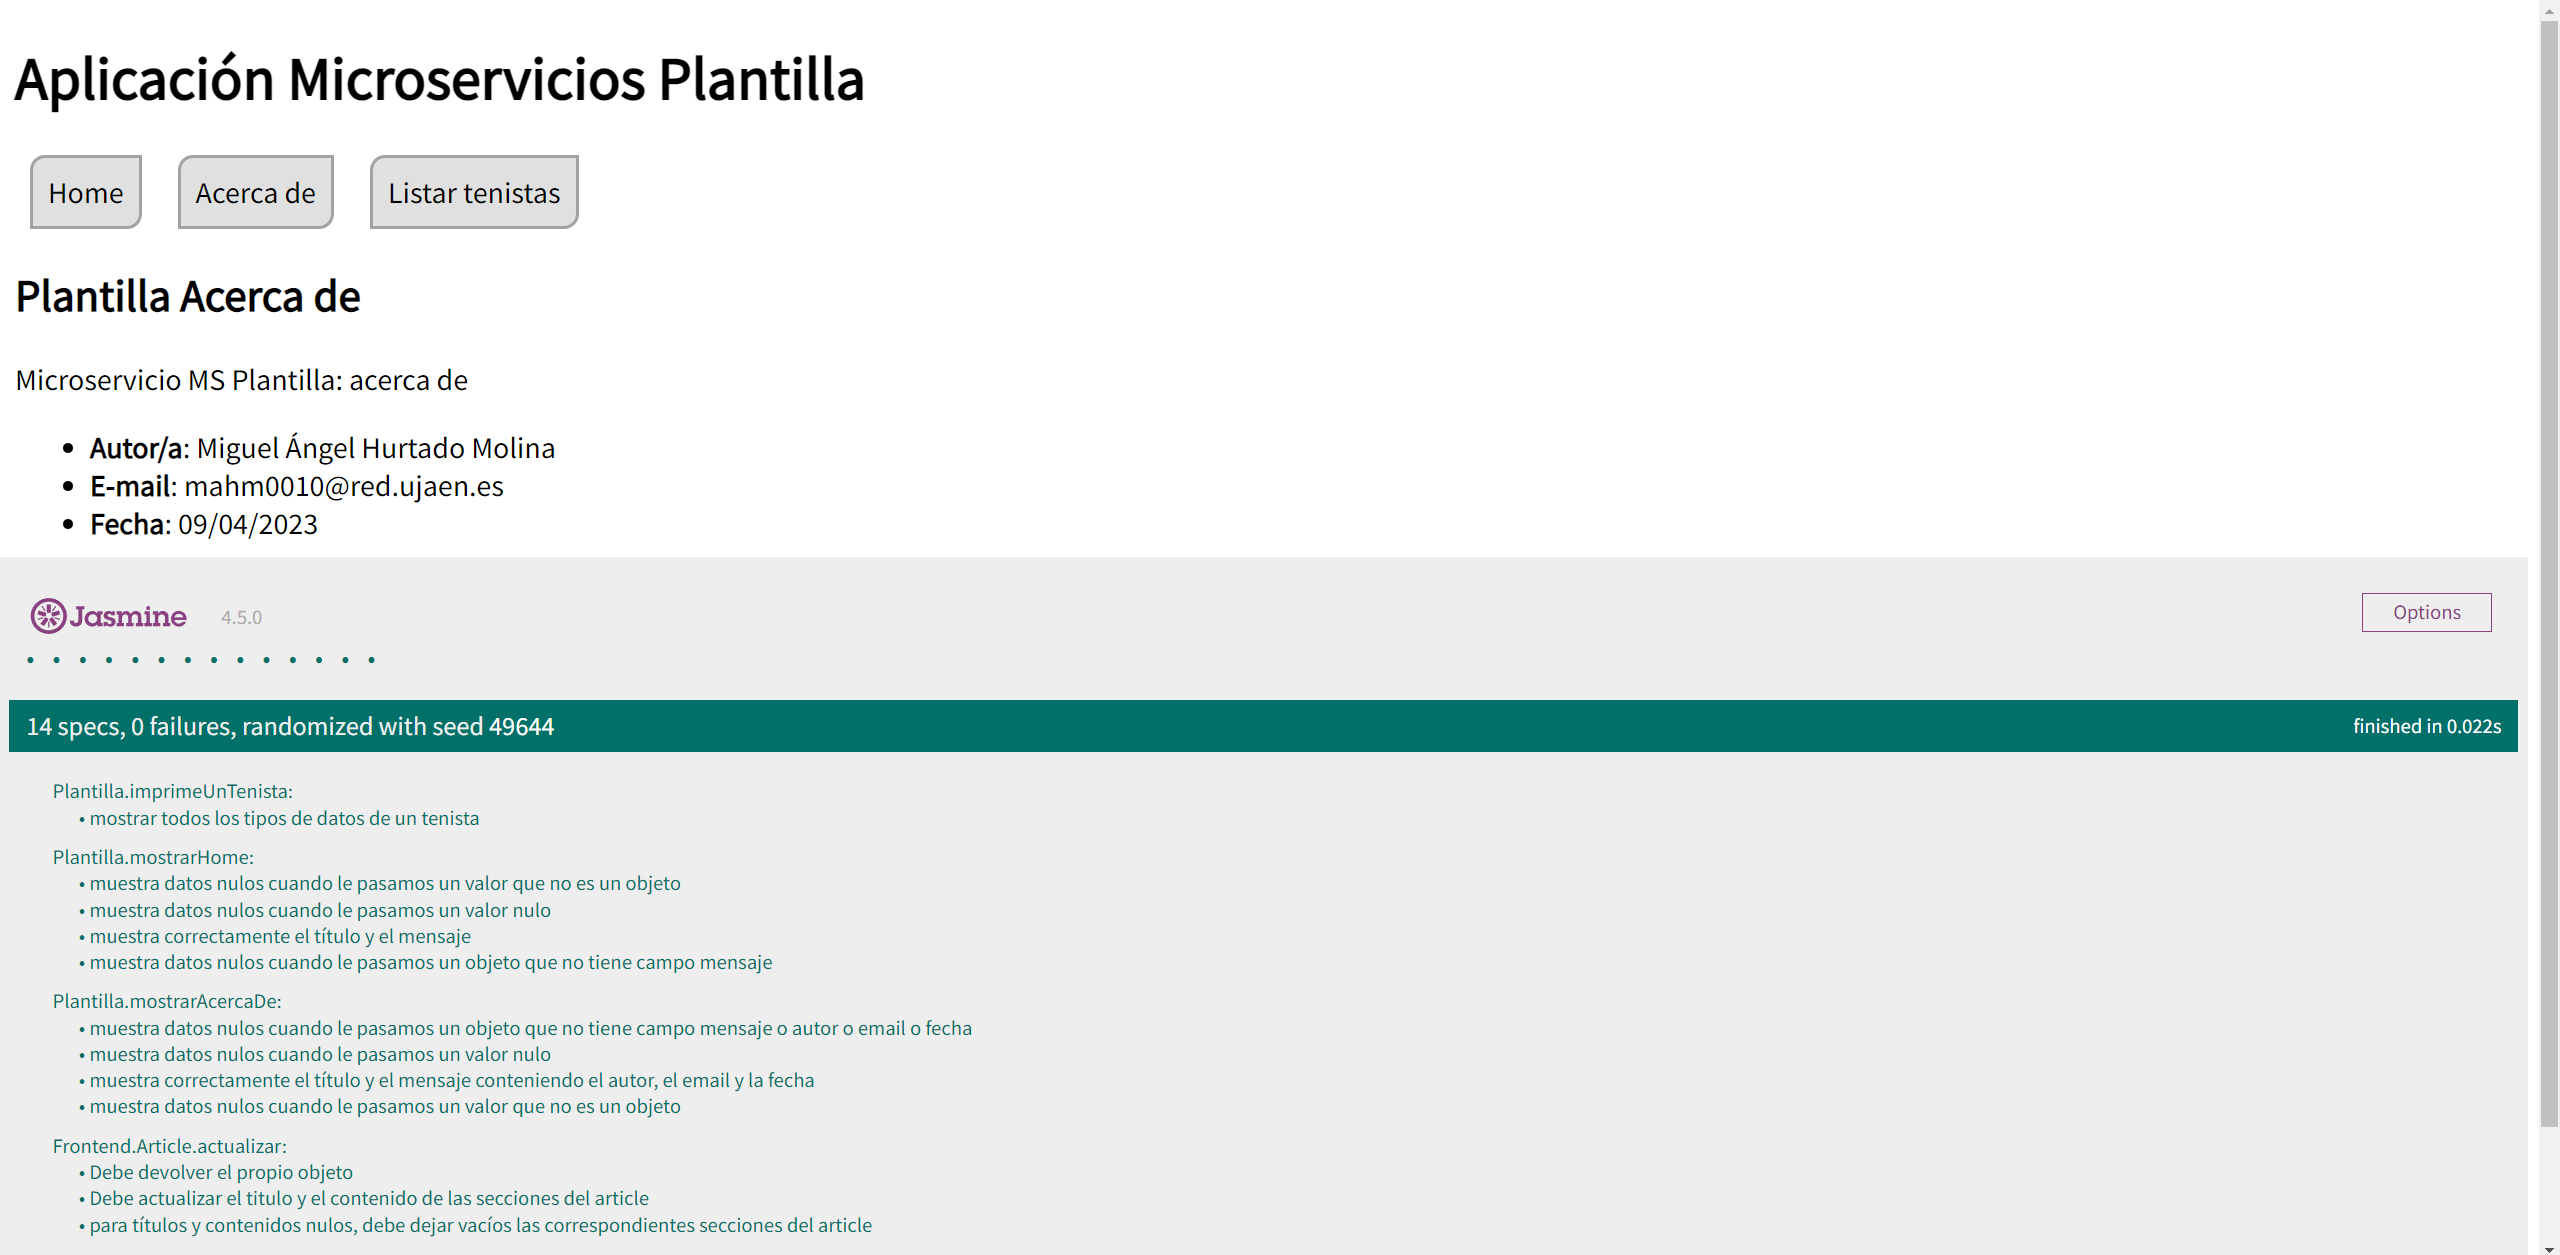 Aplicación Microservicios Plantilla
Home
Acerca de
Listar tenistas
Plantilla Acerca de
Microservicio MS Plantilla: acerca de
• Autor/a: Miguel Ángel Hurtado Molina
• E-mail: mahm0010@red.ujaen.es
• Fecha: 09/04/2023
Jasmine 4.5.0
Options
• • • • • • • • • • • • • •
14 specs, 0 failures, randomized with seed 49644
finished in 0.022s
Plantilla.imprimeUnTenista:
• mostrar todos los tipos de datos de un tenista
Plantilla.mostrarHome:
• muestra datos nulos cuando le pasamos un valor que no es un objeto
• muestra datos nulos cuando le pasamos un valor nulo
• muestra correctamente el título y el mensaje
• muestra datos nulos cuando le pasamos un objeto que no tiene campo mensaje
Plantilla.mostrarAcercaDe:
• muestra datos nulos cuando le pasamos un objeto que no tiene campo mensaje o autor o email o fecha
• muestra datos nulos cuando le pasamos un valor nulo
• muestra correctamente el título y el mensaje conteniendo el autor, el email y la fecha
• muestra datos nulos cuando le pasamos un valor que no es un objeto
Frontend.Article.actualizar:
• Debe devolver el propio objeto
• Debe actualizar el titulo y el contenido de las secciones del article
• para títulos y contenidos nulos, debe dejar vacíos las correspondientes secciones del article